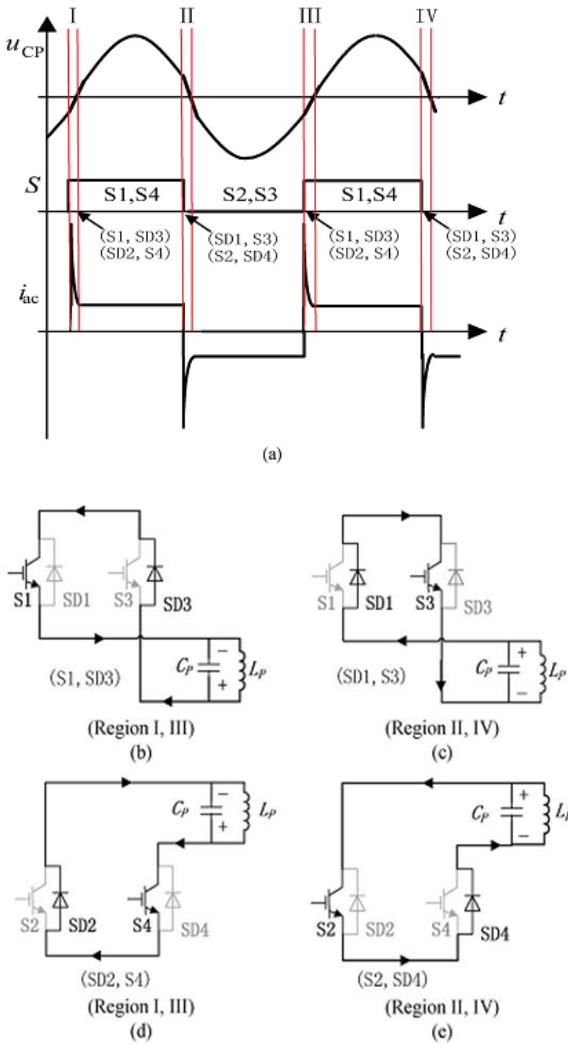 I II III IV
uCP
t
S
S1,S4 S2,S3 S1,S4
t
(S1, SD3) (SD1, S3) (S1, SD3) (SD1, S3)
(SD2, S4) (S2, SD4) (SD2, S4) (S2, SD4)
iac
t
(a)
S1 SD1 S3 SD3
CP − + LP
(S1, SD3)
(Region I, III)
(b)
S1 SD1 S3 SD3
CP + − LP
(SD1, S3)
(Region II, IV)
(c)
CP − + LP
S2 SD2 S4 SD4
(SD2, S4)
(Region I, III)
(d)
CP + − L
S2 SD2 S4 SD4
(S2, SD4)
(Region II, IV)
(e)